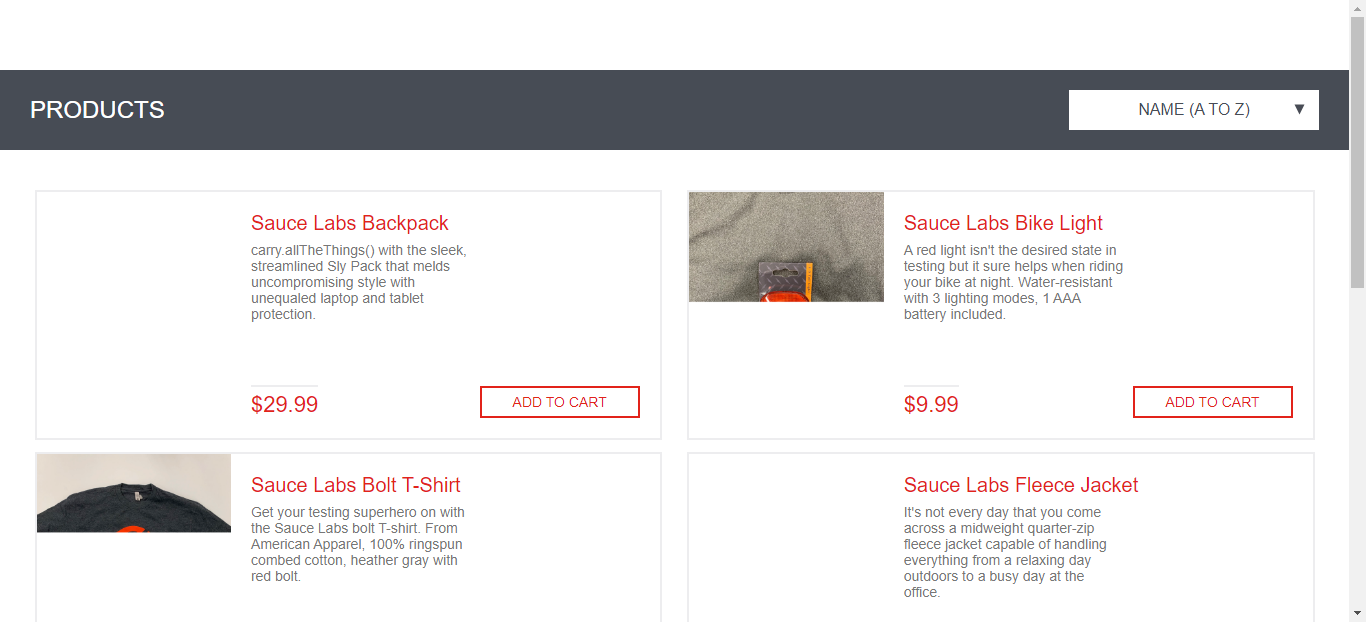 PRODUCTS
NAME (A TO Z) ▼
Sauce Labs Backpack
carry.allTheThings() with the sleek,
streamlined Sly Pack that melds
uncompromising style with
unequaled laptop and tablet
protection.
$29.99
ADD TO CART
Sauce Labs Bike Light
A red light isn't the desired state in
testing but it sure helps when riding
your bike at night. Water-resistant
with 3 lighting modes, 1 AAA
battery included.
$9.99
ADD TO CART
Sauce Labs Bolt T-Shirt
Get your testing superhero on with
the Sauce Labs bolt T-shirt. From
American Apparel, 100% ringspun
combed cotton, heather gray with
red bolt.
Sauce Labs Fleece Jacket
It's not every day that you come
across a midweight quarter-zip
fleece jacket capable of handling
everything from a relaxing day
outdoors to a busy day at the
office.